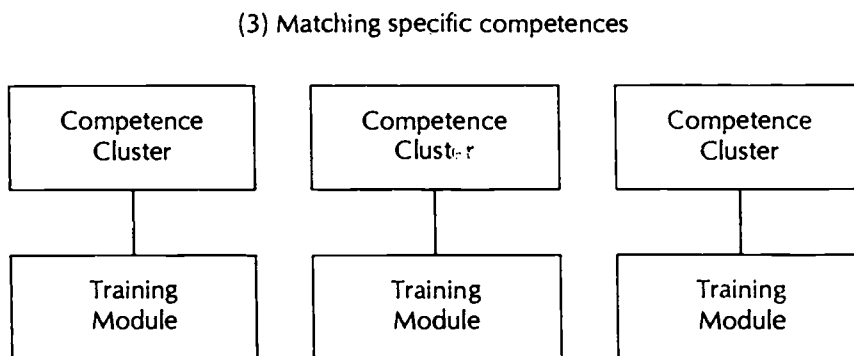 (3) Matching specific competences
Competence Competence Competence
Cluster Cluster Cluster
Training Training Training
Module Module Module